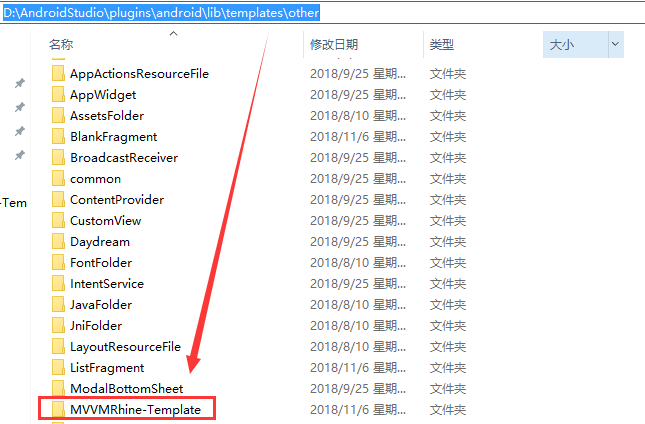 D:\AndroidStudio\plugins\android\lib\templates\other
名称 修改日期 类型 大小
AppActionsResourceFile 2018/9/25 星期... 文件夹
AppWidget 2018/9/25 星期... 文件夹
AssetsFolder 2018/8/10 星期... 文件夹
BlankFragment 2018/11/6 星期... 文件夹
BroadcastReceiver 2018/9/25 星期... 文件夹
common 2018/9/25 星期... 文件夹
ContentProvider 2018/9/25 星期... 文件夹
-Tem CustomView 2018/9/25 星期... 文件夹
Daydream 2018/9/25 星期... 文件夹
FontFolder 2018/8/10 星期... 文件夹
IntentService 2018/9/25 星期... 文件夹
JavaFolder 2018/8/10 星期... 文件夹
JniFolder 2018/8/10 星期... 文件夹
LayoutResourceFile 2018/8/10 星期... 文件夹
ListFragment 2018/11/6 星期... 文件夹
ModalBottomSheet 2018/9/25 星期... 文件夹
MVVMRhine-Template 2018/11/6 星期... 文件夹